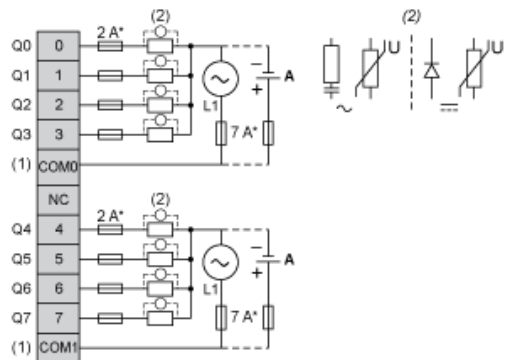 (2)
2 A*
Q0 0
Q1 1
Q2 2
Q3 3
L1
7 A*
−
+
A
(1) COM0
NC
(2)
2 A*
Q4 4
Q5 5
Q6 6
Q7 7
L1
7 A*
−
+
A
(1) COM1
(2)
U
U